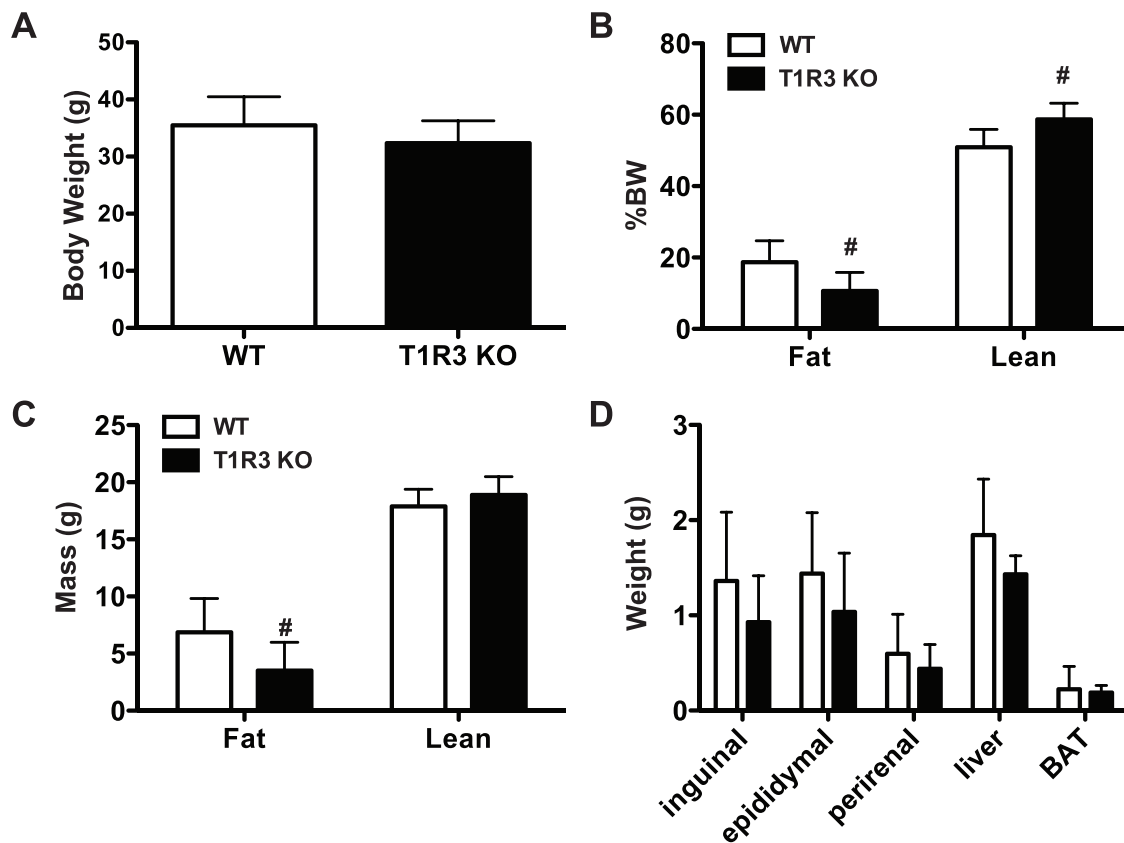 A
Body Weight (g)
50
40
30
20
10
0
WT
T1R3 KO
B
%BW
80
60
40
20
0
WT
T1R3 KO
#
#
Fat
Lean
C
Mass (g)
25
20
15
10
5
0
WT
T1R3 KO
#
Fat
Lean
D
Weight (g)
3
2
1
0
inguinal
epididymal
perirenal
liver
BAT